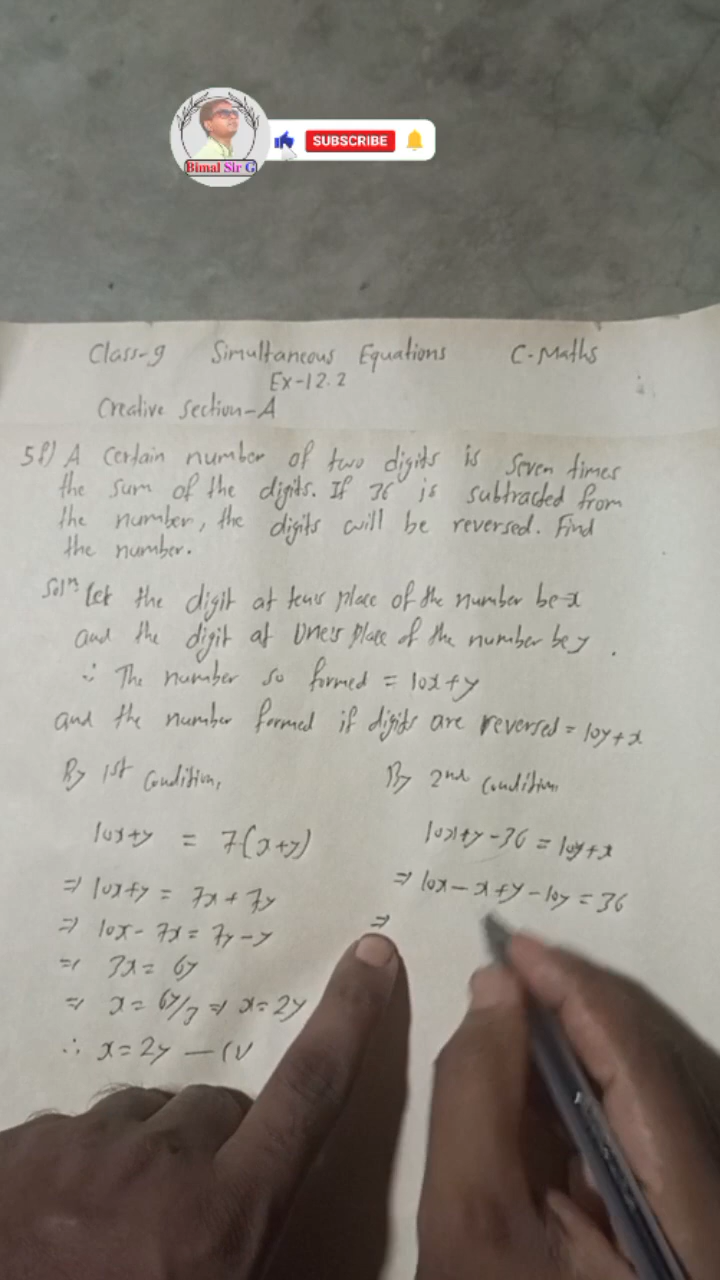 Bimal Sir G
SUBSCRIBE
Class-9 Simultaneous Equations C-Maths
Ex-12.2
Creative Section-A
5f) A certain number of two digits is seven times
the sum of the digits. If 36 is subtracted from
the number, the digits will be reversed. Find
the number.
Solⁿ Let the digit at ten's place of the number be x
and the digit at one's place of the number be y.
∴ The number so formed = 10x+y
and the number formed if digits are reversed = 10y+x
By 1st Condition,
10x+y = 7(x+y)
⇒ 10x+y = 7x+7y
⇒ 10x-7x = 7y-y
⇒ 3x = 6y
⇒ x = 6y/3 ⇒ x=2y
∴ x=2y — (1)
By 2nd Condition
10x+y-36 = 10y+x
⇒ 10x-x+y-10y = 36
⇒